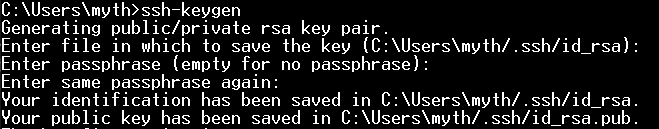 C:\Users\myth>ssh-keygen
Generating public/private rsa key pair.
Enter file in which to save the key (C:\Users\myth/.ssh/id_rsa):
Enter passphrase (empty for no passphrase):
Enter same passphrase again:
Your identification has been saved in C:\Users\myth/.ssh/id_rsa.
Your public key has been saved in C:\Users\myth/.ssh/id_rsa.pub.